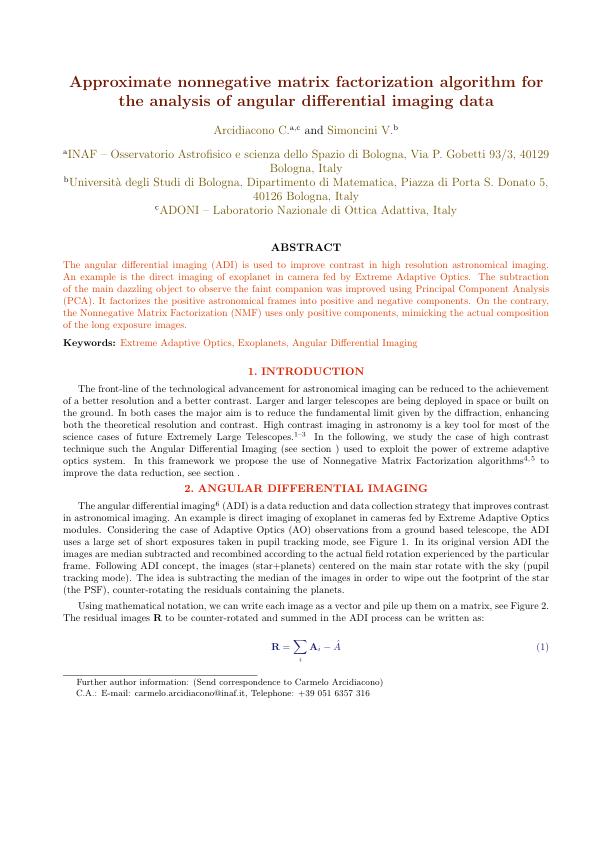 Approximate nonnegative matrix factorization algorithm for
the analysis of angular differential imaging data
Arcidiacono C.a,c and Simoncini V.b
aINAF – Osservatorio Astrofisico e scienza dello Spazio di Bologna, Via P. Gobetti 93/3, 40129
Bologna, Italy
bUniversità degli Studi di Bologna, Dipartimento di Matematica, Piazza di Porta S. Donato 5,
40126 Bologna, Italy
cADONI – Laboratorio Nazionale di Ottica Adattiva, Italy
ABSTRACT
The angular differential imaging (ADI) is used to improve contrast in high resolution astronomical imaging.
An example is the direct imaging of exoplanet in camera fed by Extreme Adaptive Optics. The subtraction
of the main dazzling object to observe the faint companion was improved using Principal Component Analysis
(PCA). It factorizes the positive astronomical frames into positive and negative components. On the contrary,
the Nonnegative Matrix Factorization (NMF) uses only positive components, mimicking the actual composition
of the long exposure images.
Keywords: Extreme Adaptive Optics, Exoplanets, Angular Differential Imaging
1. INTRODUCTION
The front-line of the technological advancement for astronomical imaging can be reduced to the achievement
of a better resolution and a better contrast. Larger and larger telescopes are being deployed in space or built on
the ground. In both cases the major aim is to reduce the fundamental limit given by the diffraction, enhancing
both the theoretical resolution and contrast. High contrast imaging in astronomy is a key tool for most of the
science cases of future Extremely Large Telescopes.1–3 In the following, we study the case of high contrast
technique such the Angular Differential Imaging (see section ) used to exploit the power of extreme adaptive
optics system. In this framework we propose the use of Nonnegative Matrix Factorization algorithms4, 5 to
improve the data reduction, see section .
2. ANGULAR DIFFERENTIAL IMAGING
The angular differential imaging6 (ADI) is a data reduction and data collection strategy that improves contrast
in astronomical imaging. An example is direct imaging of exoplanet in cameras fed by Extreme Adaptive Optics
modules. Considering the case of Adaptive Optics (AO) observations from a ground based telescope, the ADI
uses a large set of short exposures taken in pupil tracking mode, see Figure 1. In its original version ADI the
images are median subtracted and recombined according to the actual field rotation experienced by the particular
frame. Following ADI concept, the images (star+planets) centered on the main star rotate with the sky (pupil
tracking mode). The idea is subtracting the median of the images in order to wipe out the footprint of the star
(the PSF), counter-rotating the residuals containing the planets.
Using mathematical notation, we can write each image as a vector and pile up them on a matrix, see Figure 2.
The residual images R to be counter-rotated and summed in the ADI process can be written as:
R = ∑i Ai − Â (1)
Further author information: (Send correspondence to Carmelo Arcidiacono)
C.A.: E-mail: carmelo.arcidiacono@inaf.it, Telephone: +39 051 6357 316